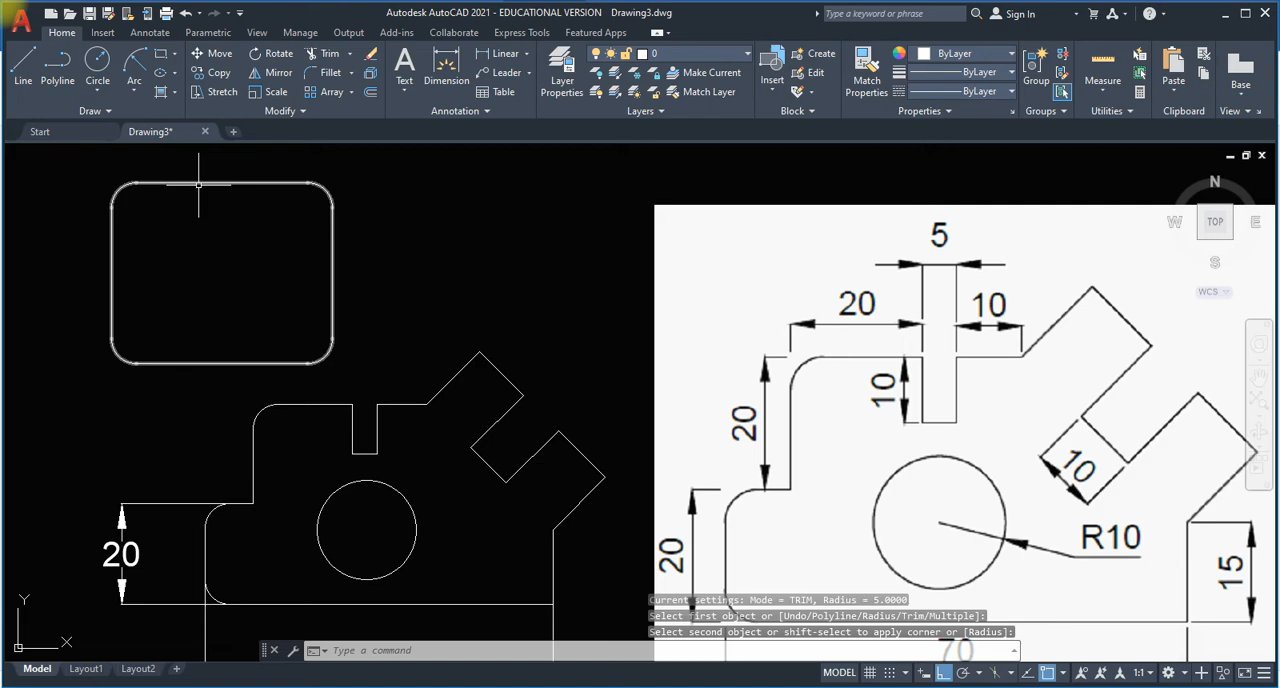 Autodesk AutoCAD 2021 - EDUCATIONAL VERSION Drawing3.dwg
Type a keyword or phrase
Sign In
Home Insert Annotate Parametric View Manage Output Add-ins Collaborate Express Tools Featured Apps
Line Polyline Circle Arc
Move Rotate Trim
Copy Mirror Fillet
Stretch Scale Array
Text Dimension
Linear
Leader
Table
Layer Properties
0
Make Current
Match Layer
Insert
Create
Edit
Match Properties
ByLayer
ByLayer
ByLayer
Group
Measure
Paste
Base
Draw Modify Annotation Layers Block Properties Groups Utilities Clipboard View
Start Drawing3*
N
W TOP E
S
WCS
5
20 10
10
20
10
R10
20
15
70
20
Y
X
Current settings: Mode = TRIM, Radius = 5.0000
Select first object or [Undo/Polyline/Radius/Trim/Multiple]:
Select second object or shift-select to apply corner or [Radius]:
Type a command
Model Layout1 Layout2
MODEL 1:1